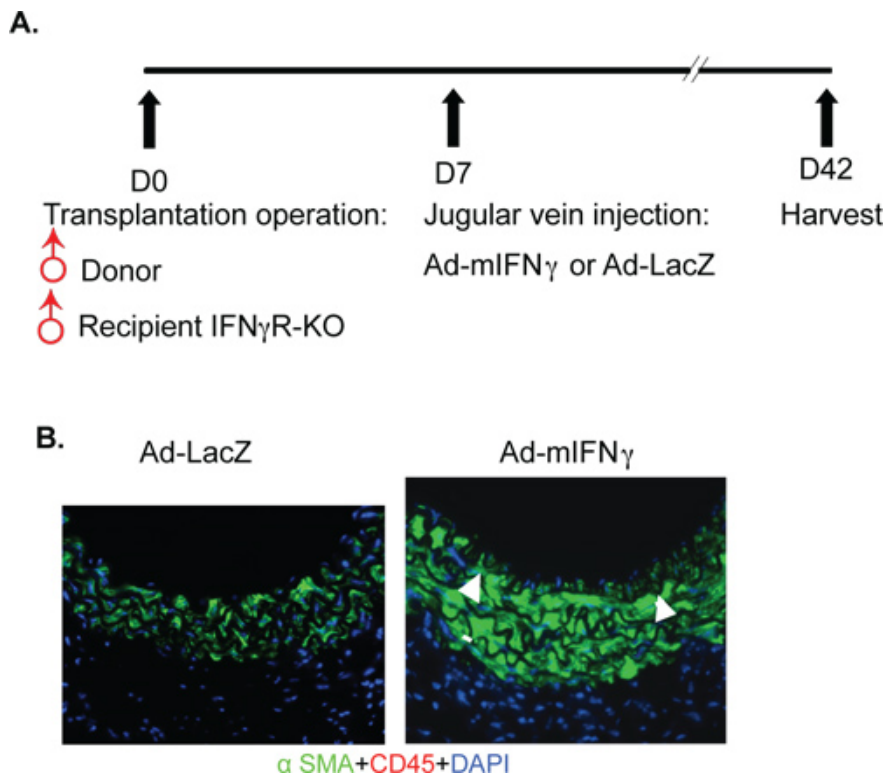 A.
D0 D7 D42
Transplantation operation: Jugular vein injection: Harvest
Donor Ad-mIFNγ or Ad-LacZ
Recipient IFNγR-KO
B.
Ad-LacZ Ad-mIFNγ
α SMA+CD45+DAPI